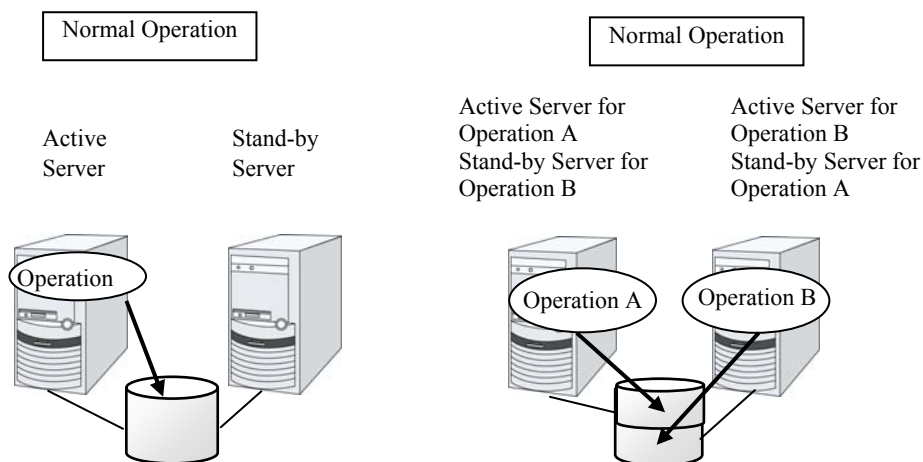 Normal Operation
Active
Server
Stand-by
Server
Operation
Normal Operation
Active Server for
Operation A
Stand-by Server for
Operation B
Active Server for
Operation B
Stand-by Server for
Operation A
Operation A
Operation B